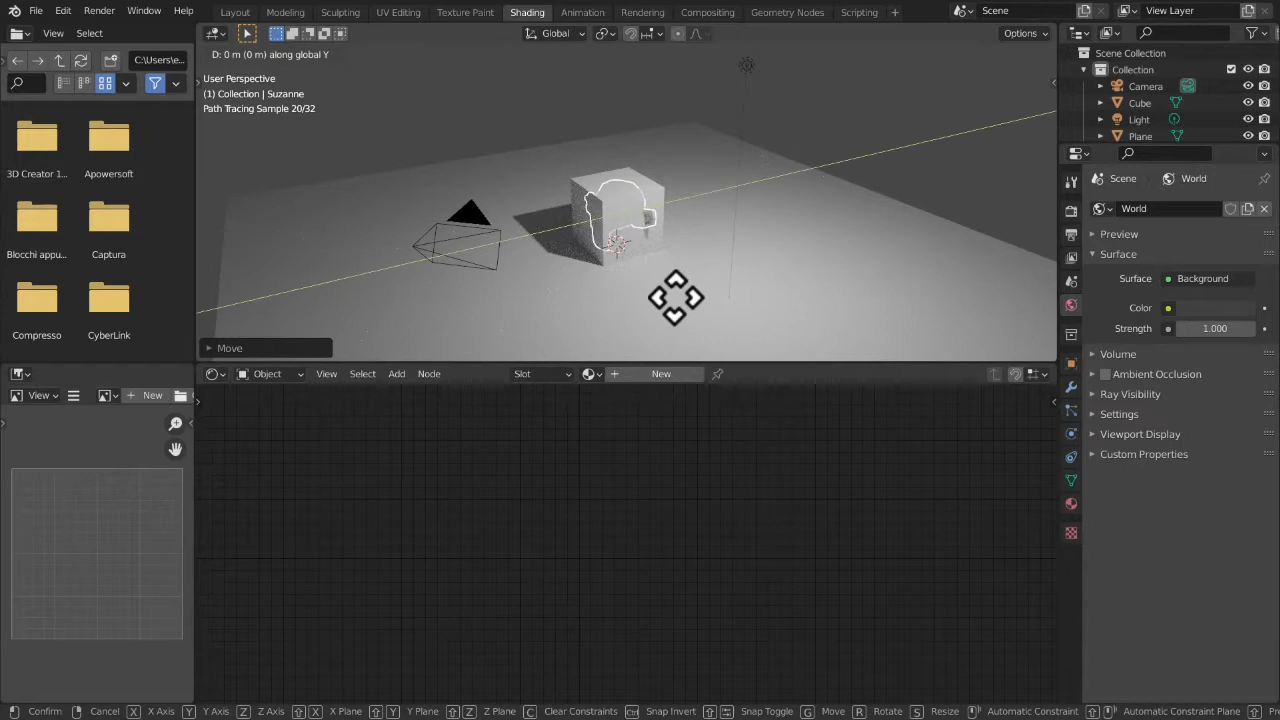 File Edit Render Window Help
Layout Modeling Sculpting UV Editing Texture Paint Shading Animation Rendering Compositing Geometry Nodes Scripting +
Scene
View Layer
View Select
C:\Users\e...
3D Creator 1...
Apowersoft
Blocchi appu...
Captura
Compresso
CyberLink
Global
Options
D: 0 m (0 m) along global Y
User Perspective
(1) Collection | Suzanne
Path Tracing Sample 20/32
Move
Scene Collection
Collection
Camera
Cube
Light
Plane
Scene
World
World
Preview
Surface
Surface
Background
Color
Strength
1.000
Volume
Ambient Occlusion
Ray Visibility
Settings
Viewport Display
Custom Properties
Object View Select Add Node Slot New
View New
Confirm Cancel X X Axis Y Y Axis Z Z Axis X X Plane Y Y Plane Z Z Plane C Clear Constraints Ctrl Snap Invert Snap Toggle G Move R Rotate S Resize Automatic Constraint Automatic Constraint Plane